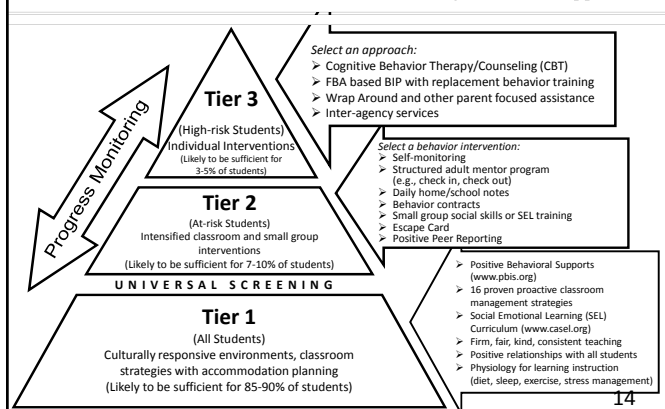 Select an approach:
➢ Cognitive Behavior Therapy/Counseling (CBT)
➢ FBA based BIP with replacement behavior training
➢ Wrap Around and other parent focused assistance
➢ Inter-agency services
Tier 3
(High-risk Students)
Individual Interventions
(Likely to be sufficient for
3-5% of students)
Progress Monitoring
Select a behavior intervention:
➢ Self-monitoring
➢ Structured adult mentor program
(e.g., check in, check out)
➢ Daily home/school notes
➢ Behavior contracts
➢ Small group social skills or SEL training
➢ Escape Card
➢ Positive Peer Reporting
Tier 2
(At-risk Students)
Intensified classroom and small group
interventions
(Likely to be sufficient for 7-10% of students)
UNIVERSAL SCREENING
Tier 1
(All Students)
Culturally responsive environments, classroom
strategies with accommodation planning
(Likely to be sufficient for 85-90% of students)
➢ Positive Behavioral Supports
(www.pbis.org)
➢ 16 proven proactive classroom
management strategies
➢ Social Emotional Learning (SEL)
Curriculum (www.casel.org)
➢ Firm, fair, kind, consistent teaching
➢ Positive relationships with all students
➢ Physiology for learning instruction
(diet, sleep, exercise, stress management)
14